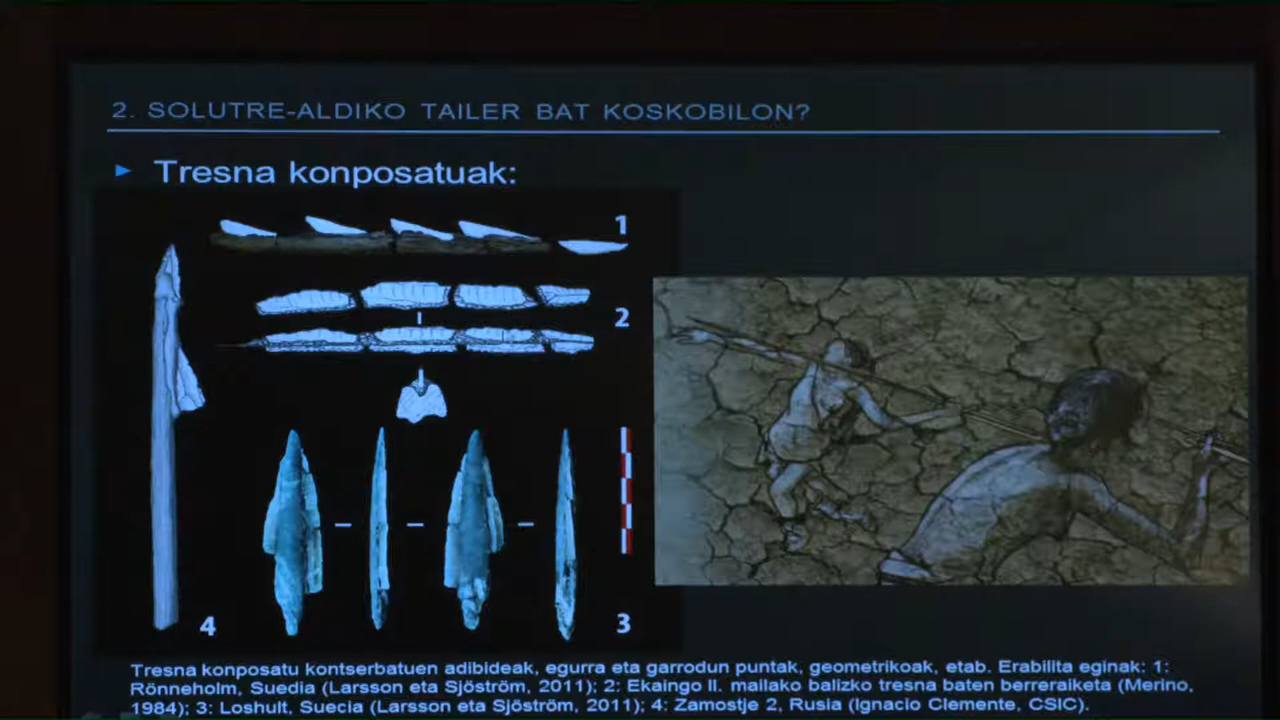 2. SOLUTRE-ALDIKO TAILER BAT KOSKOBILON?
Tresna konposatuak:
1
2
4
3
Tresna konposatu kontserbatuen adibideak, egurra eta garrodun puntak, geometrikoak, etab. Erabilita eginak: 1:
Rönneholm, Suedia (Larsson eta Sjöström, 2011); 2: Ekaingo II. mailako balizko tresna baten berreraiketa (Merino,
1984); 3: Loshult, Suecia (Larsson eta Sjöström, 2011); 4: Zamostje 2, Rusia (Ignacio Clemente, CSIC).